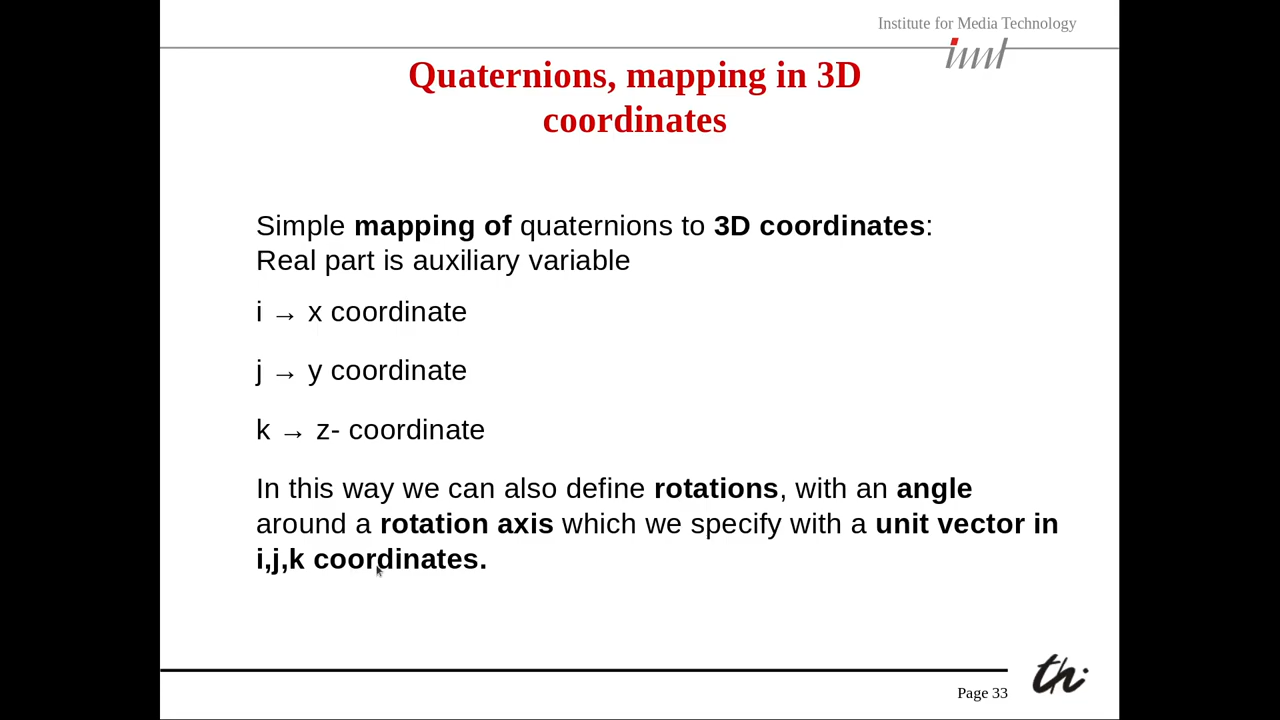 Institute for Media Technology
iml
Quaternions, mapping in 3D
coordinates
Simple mapping of quaternions to 3D coordinates:
Real part is auxiliary variable
i → x coordinate
j → y coordinate
k → z- coordinate
In this way we can also define rotations, with an angle
around a rotation axis which we specify with a unit vector in
i,j,k coordinates.
th
Page 33